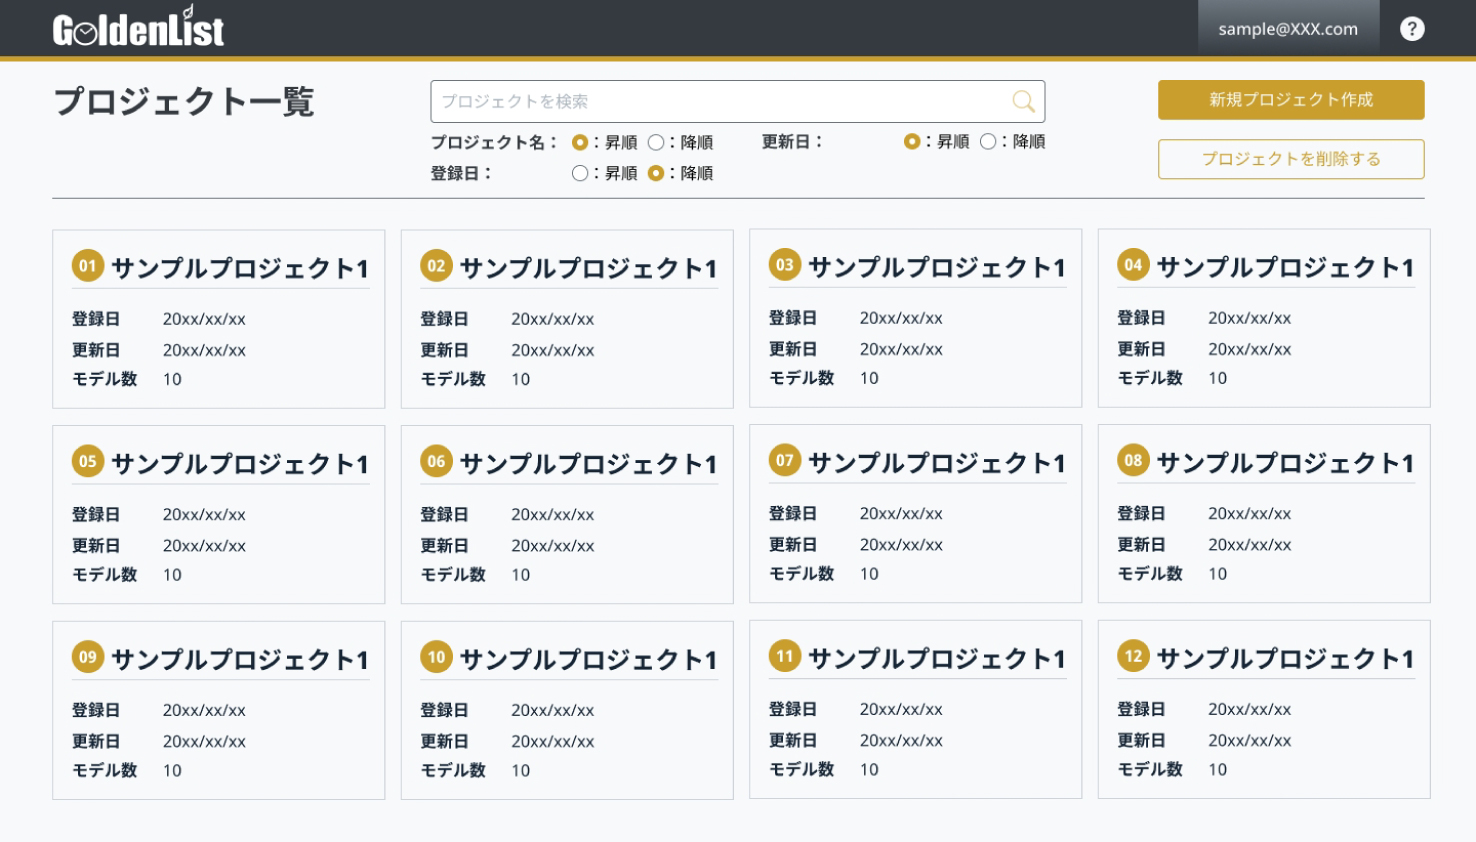 GoldenList
sample@XXX.com
?
プロジェクト一覧
プロジェクトを検索
新規プロジェクト作成
プロジェクト名： ：昇順 ：降順 更新日： ：昇順 ：降順
プロジェクトを削除する
登録日： ：昇順 ：降順
01 サンプルプロジェクト1
登録日 20xx/xx/xx
更新日 20xx/xx/xx
モデル数 10
02 サンプルプロジェクト1
登録日 20xx/xx/xx
更新日 20xx/xx/xx
モデル数 10
03 サンプルプロジェクト1
登録日 20xx/xx/xx
更新日 20xx/xx/xx
モデル数 10
04 サンプルプロジェクト1
登録日 20xx/xx/xx
更新日 20xx/xx/xx
モデル数 10
05 サンプルプロジェクト1
登録日 20xx/xx/xx
更新日 20xx/xx/xx
モデル数 10
06 サンプルプロジェクト1
登録日 20xx/xx/xx
更新日 20xx/xx/xx
モデル数 10
07 サンプルプロジェクト1
登録日 20xx/xx/xx
更新日 20xx/xx/xx
モデル数 10
08 サンプルプロジェクト1
登録日 20xx/xx/xx
更新日 20xx/xx/xx
モデル数 10
09 サンプルプロジェクト1
登録日 20xx/xx/xx
更新日 20xx/xx/xx
モデル数 10
10 サンプルプロジェクト1
登録日 20xx/xx/xx
更新日 20xx/xx/xx
モデル数 10
11 サンプルプロジェクト1
登録日 20xx/xx/xx
更新日 20xx/xx/xx
モデル数 10
12 サンプルプロジェクト1
登録日 20xx/xx/xx
更新日 20xx/xx/xx
モデル数 10